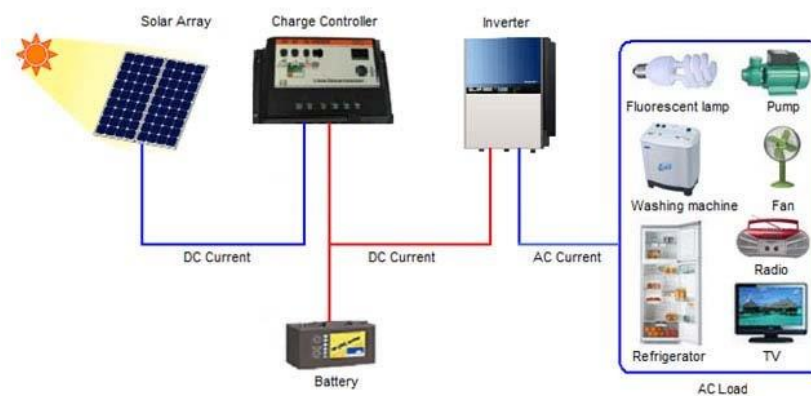 Solar Array
Charge Controller
Inverter
Fluorescent lamp
Pump
Washing machine
Fan
DC Current
DC Current
AC Current
Radio
Refrigerator
TV
Battery
AC Load